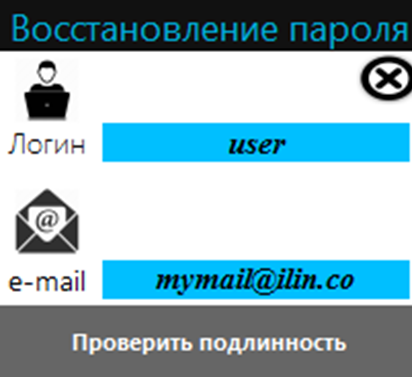 Восстановление пароля
Логин
user
@
e-mail
mymail@ilin.co
Проверить подлинность